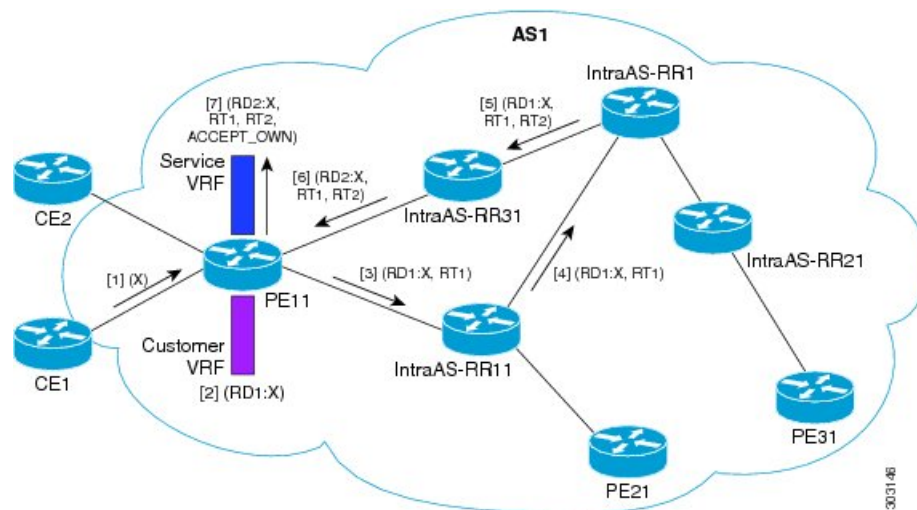 AS1
IntraAS-RR1
[7] (RD2:X,
RT1, RT2,
ACCEPT_OWN)
[5] (RD1:X,
RT1, RT2)
Service
VRF
[6] (RD2:X,
RT1, RT2)
IntraAS-RR31
CE2
IntraAS-RR21
[1] (X)
[3] (RD1:X, RT1)
[4] (RD1:X, RT1)
PE11
Customer
VRF
IntraAS-RR11
CE1
[2] (RD1:X)
PE31
PE21
303146